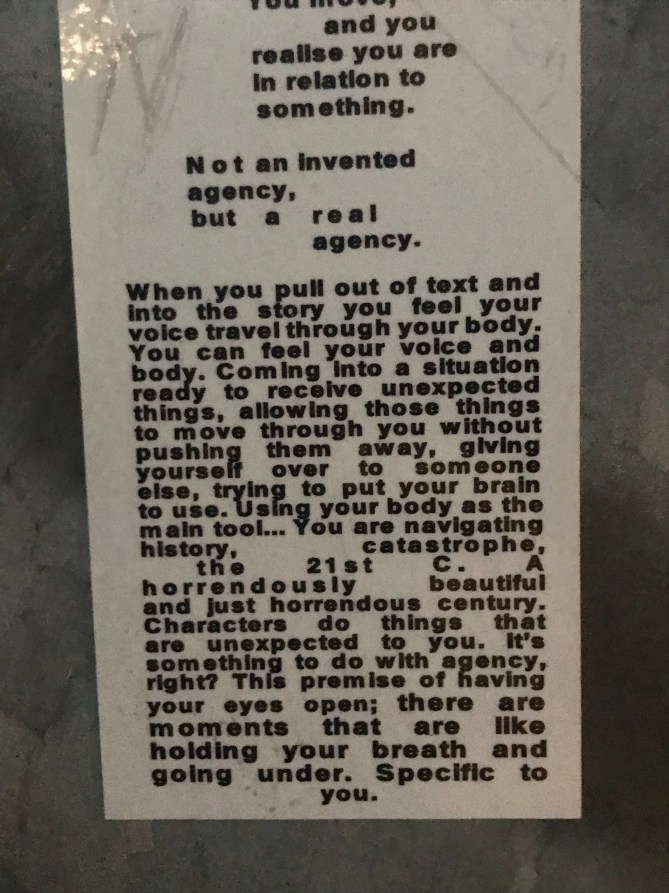 You move,
and you
realise you are
in relation to
something.
Not an invented
agency,
but a real
agency.
When you pull out of text and
into the story you feel your
voice travel through your body.
You can feel your voice and
body. Coming into a situation
ready to receive unexpected
things, allowing those things
to move through you without
pushing them away, giving
yourself over to someone
else, trying to put your brain
to use. Using your body as the
main tool... You are navigating
history, catastrophe,
the 21st C. A
horrendously beautiful
and just horrendous century.
Characters do things that
are unexpected to you. It's
something to do with agency,
right? This premise of having
your eyes open; there are
moments that are like
holding your breath and
going under. Specific to
you.